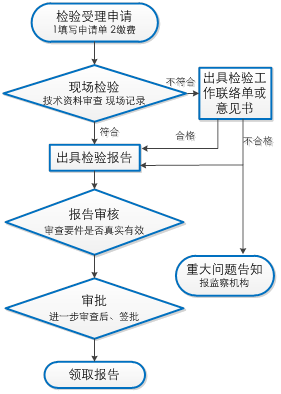 检验受理申请
1填写申请单 2缴费
现场检验
技术资料审查 现场记录
不符合
出具检验工
作联络单或
意见书
符合
合格
不合格
出具检验报告
报告审核
审查要件是否真实有效
重大问题告知
报监察机构
审批
进一步审查后、签批
领取报告